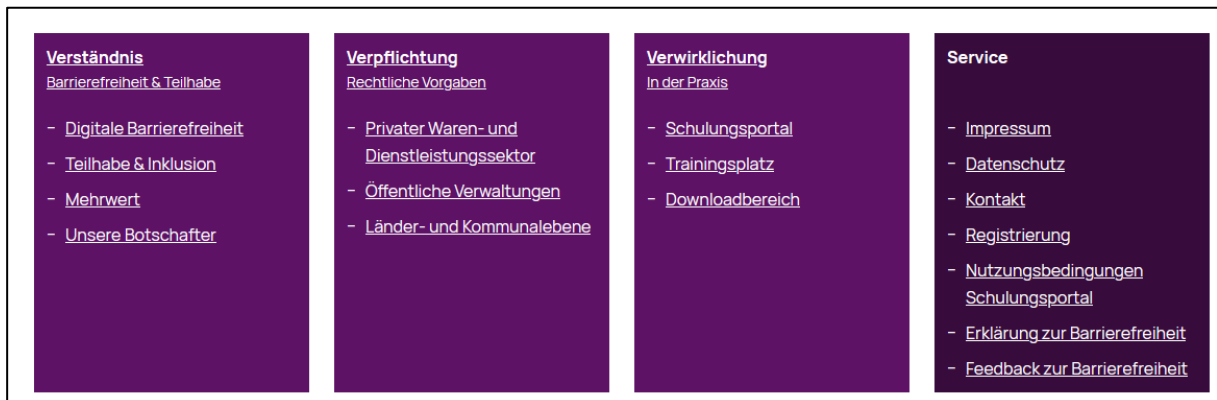 Verständnis
Barrierefreiheit & Teilhabe
– Digitale Barrierefreiheit
– Teilhabe & Inklusion
– Mehrwert
– Unsere Botschafter
Verpflichtung
Rechtliche Vorgaben
– Privater Waren- und
Dienstleistungssektor
– Öffentliche Verwaltungen
– Länder- und Kommunalebene
Verwirklichung
In der Praxis
– Schulungsportal
– Trainingsplatz
– Downloadbereich
Service
– Impressum
– Datenschutz
– Kontakt
– Registrierung
– Nutzungsbedingungen
Schulungsportal
– Erklärung zur Barrierefreiheit
– Feedback zur Barrierefreiheit